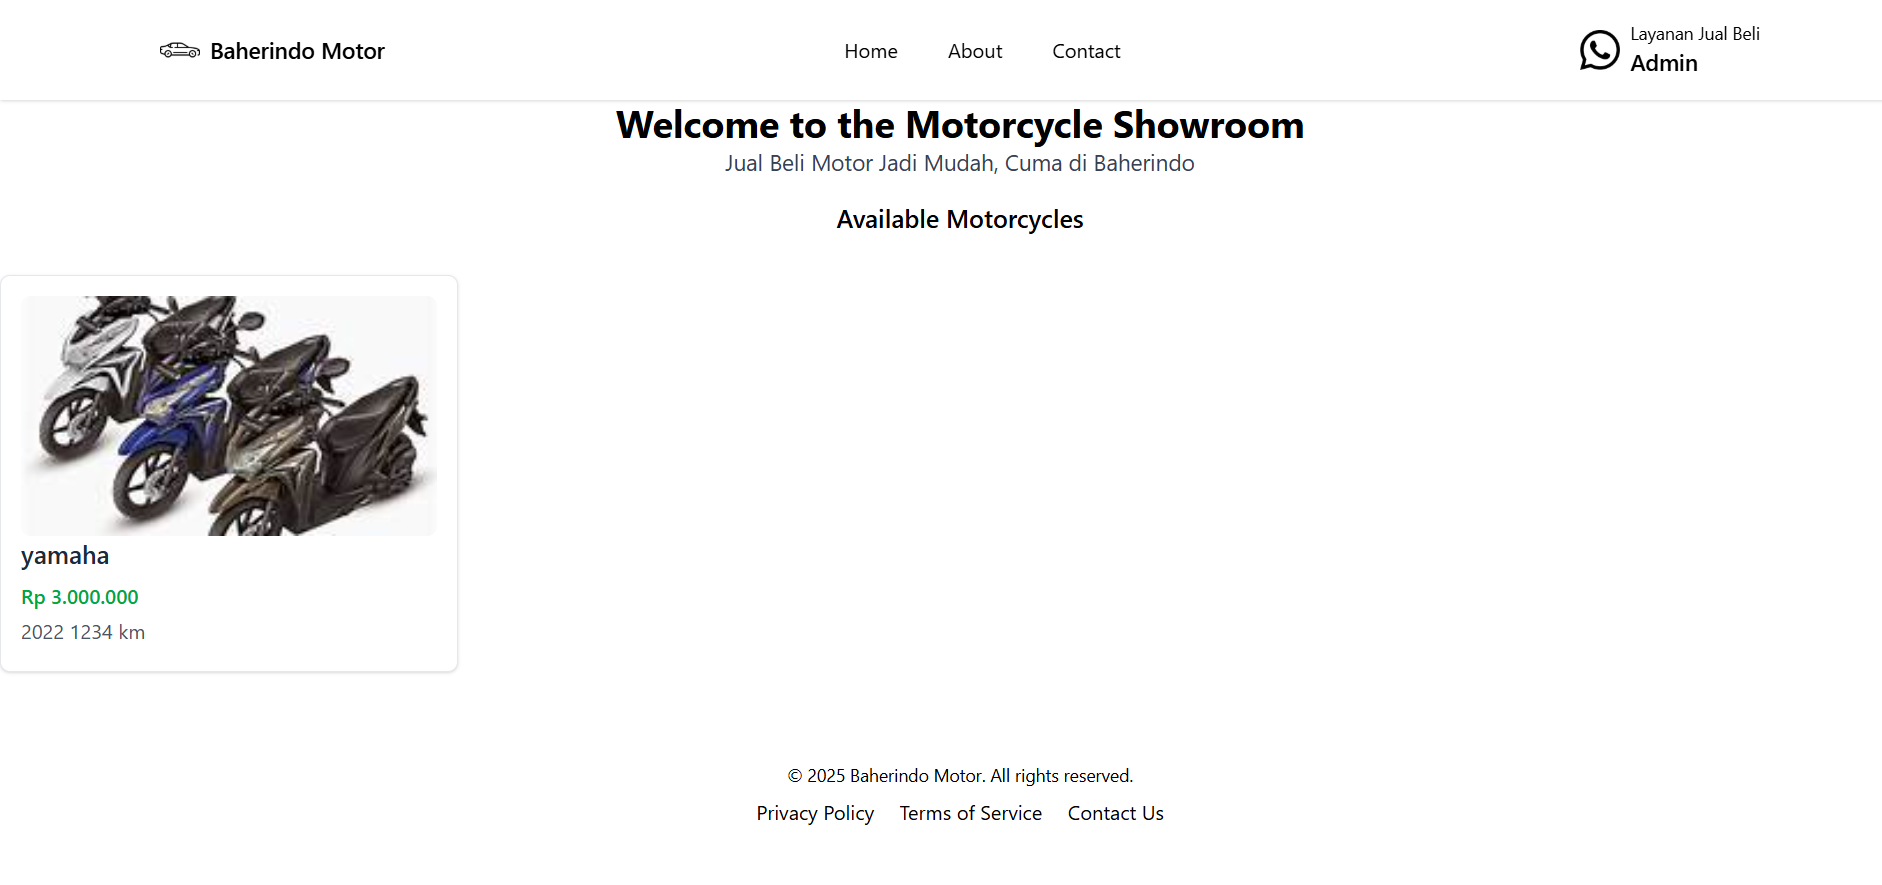 Baherindo Motor
Home
About
Contact
Layanan Jual Beli
Admin
Welcome to the Motorcycle Showroom
Jual Beli Motor Jadi Mudah, Cuma di Baherindo
Available Motorcycles
yamaha
Rp 3.000.000
2022 1234 km
© 2025 Baherindo Motor. All rights reserved.
Privacy Policy
Terms of Service
Contact Us